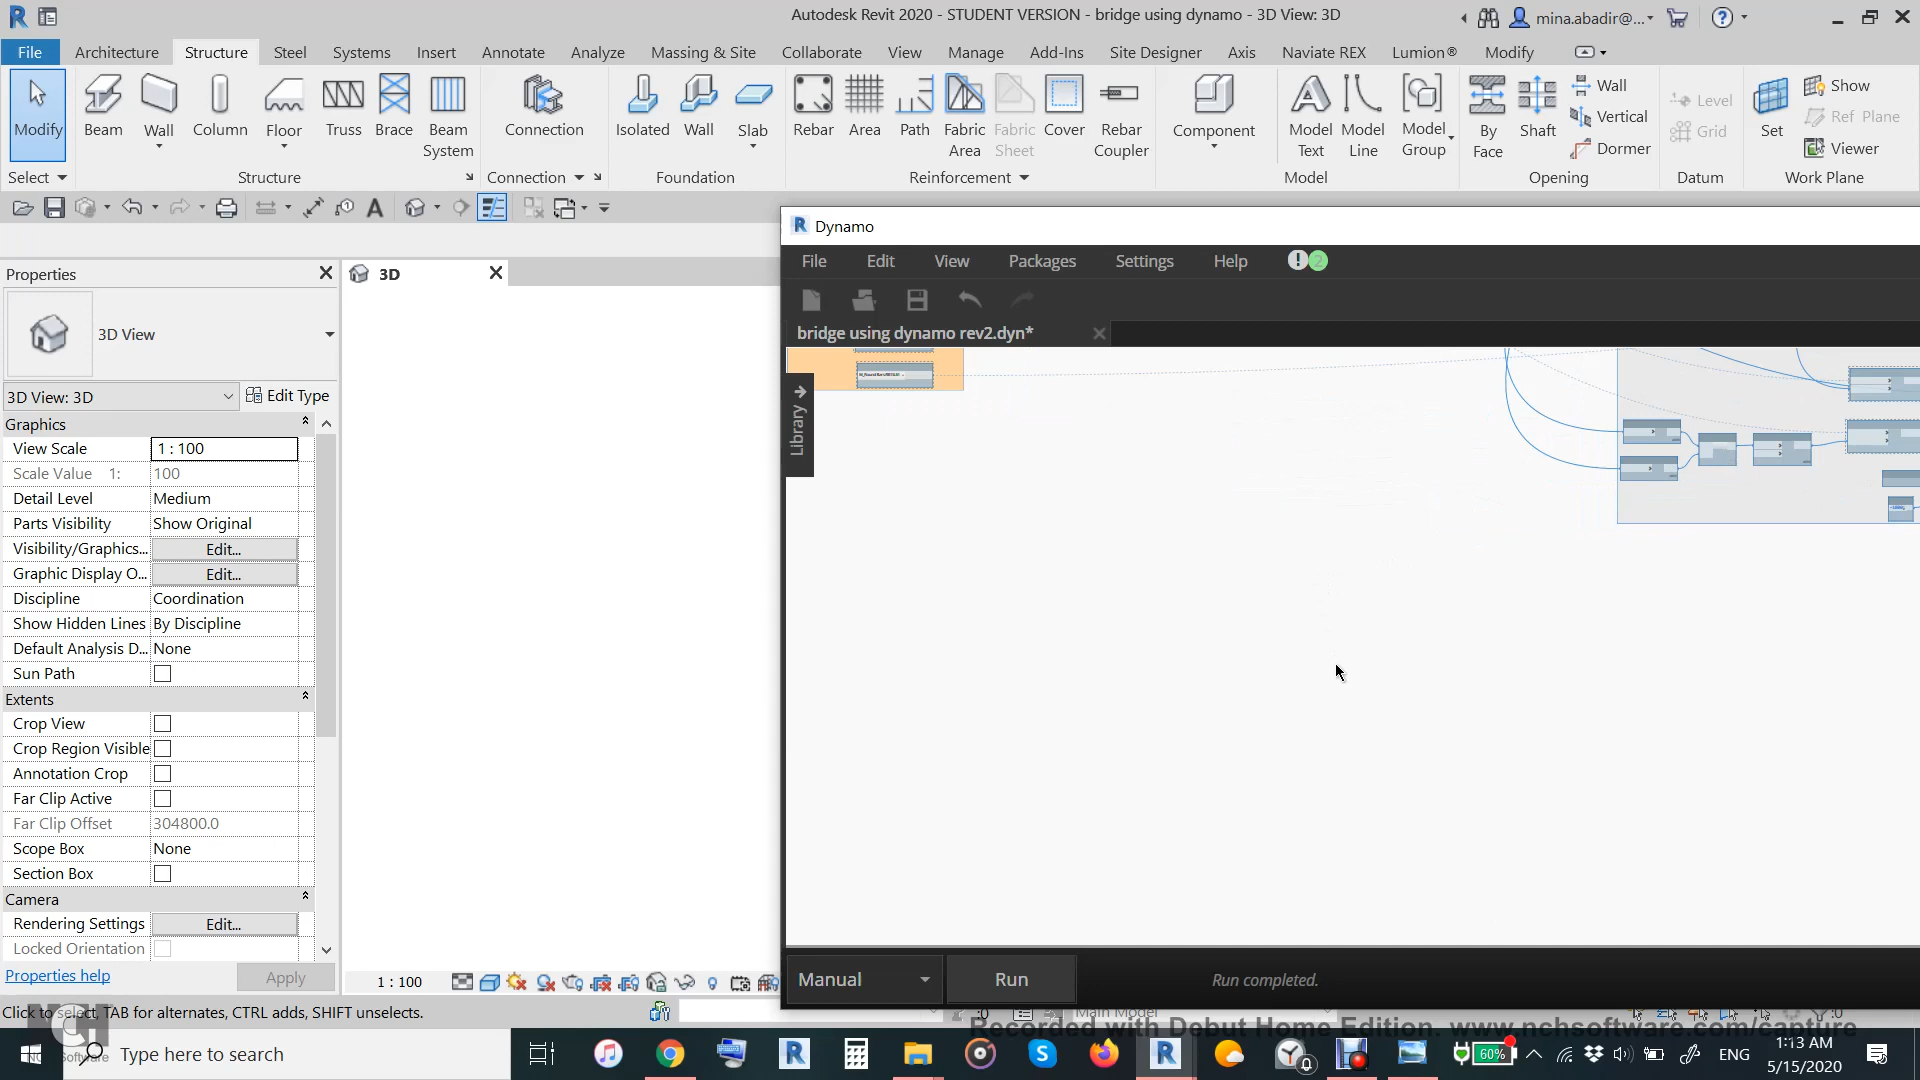 Autodesk Revit 2020 - STUDENT VERSION - bridge using dynamo - 3D View: 3D
mina.abadir@...
File Architecture Structure Steel Systems Insert Annotate Analyze Massing & Site Collaborate View Manage Add-Ins Site Designer Axis Naviate REX Lumion® Modify
Modify Beam Wall Column Floor Truss Brace Beam System Connection Isolated Wall Slab Rebar Area Path Fabric Area Fabric Sheet Cover Rebar Coupler Component Model Text Model Line Model Group By Face Shaft Wall Vertical Dormer Level Grid Set Show Ref Plane Viewer
Select Structure Connection Foundation Reinforcement Model Opening Datum Work Plane
Properties
3D
3D View
3D View: 3D
Edit Type
Graphics
View Scale 1 : 100
Scale Value 1: 100
Detail Level Medium
Parts Visibility Show Original
Visibility/Graphics... Edit...
Graphic Display O... Edit...
Discipline Coordination
Show Hidden Lines By Discipline
Default Analysis D... None
Sun Path
Extents
Crop View
Crop Region Visible
Annotation Crop
Far Clip Active
Far Clip Offset 304800.0
Scope Box None
Section Box
Camera
Rendering Settings Edit...
Locked Orientation
Properties help Apply
1 : 100
Dynamo
File Edit View Packages Settings Help ! 2
bridge using dynamo rev2.dyn*
Library
Manual Run Run completed.
Click to select, TAB for alternates, CTRL adds, SHIFT unselects.
:0 Main Model :0
Recorded with Debut Home Edition. www.nchsoftware.com/capture
NCH Software
Type here to search
60% ENG 1:13 AM
5/15/2020